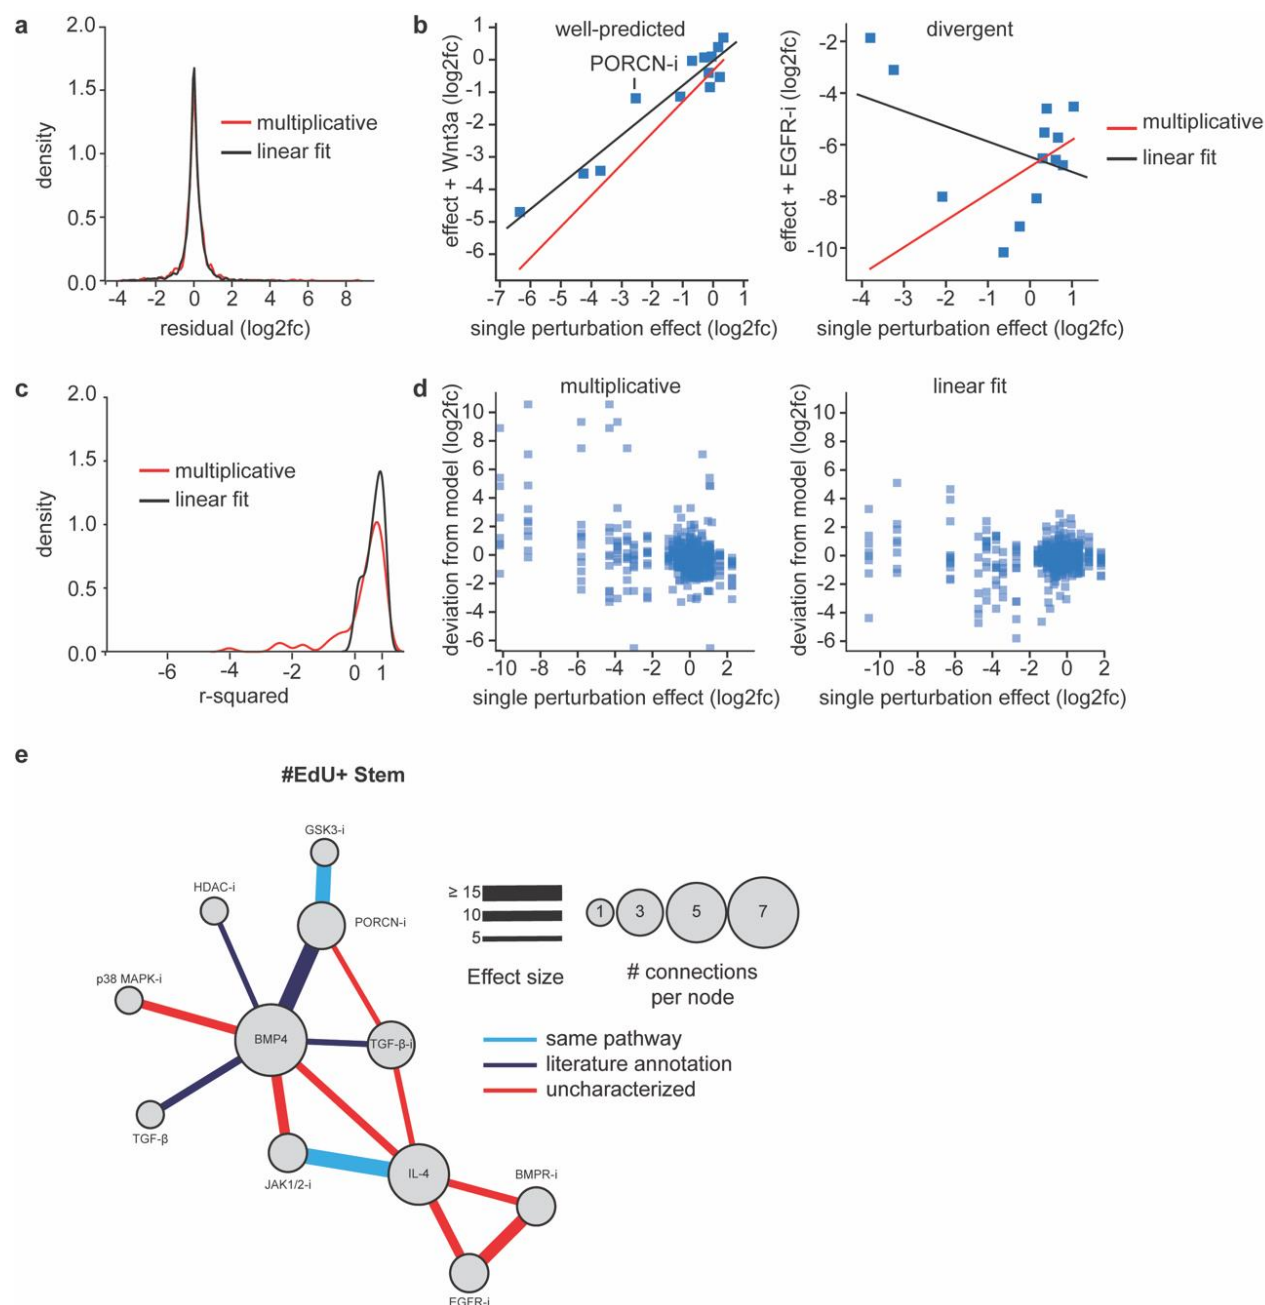 a
2.0
1.5
1.0
0.5
0.0
density
multiplicative
linear fit
-4 -2 0 2 4 6 8
residual (log2fc)
b
well-predicted
PORCN-i
1
0
-1
-3
-4
-5
-6
effect + Wnt3a (log2fc)
-7 -6 -5 -4 -3 -2 -1 0 1
single perturbation effect (log2fc)
divergent
-2
-4
-6
-8
-10
effect + EGFR-i (log2fc)
multiplicative
linear fit
-4 -3 -2 -1 0 1
single perturbation effect (log2fc)
c
2.0
1.5
1.0
0.5
0.0
density
multiplicative
linear fit
-6 -4 -2 0 1
r-squared
d
multiplicative
10
8
6
4
2
0
-2
-4
-6
deviation from model (log2fc)
-10 -8 -6 -4 -2 0 2
single perturbation effect (log2fc)
linear fit
10
8
6
4
2
0
-2
-4
-6
deviation from model (log2fc)
-10 -8 -6 -4 -2 0 2
single perturbation effect (log2fc)
e
#EdU+ Stem
GSK3-i
HDAC-i
PORCN-i
p38 MAPK-i
BMP4
TGF-β-i
TGF-β
JAK1/2-i
IL-4
BMPR-i
EGFR-i
≥ 15
10
5
Effect size
1 3 5 7
# connections
per node
same pathway
literature annotation
uncharacterized